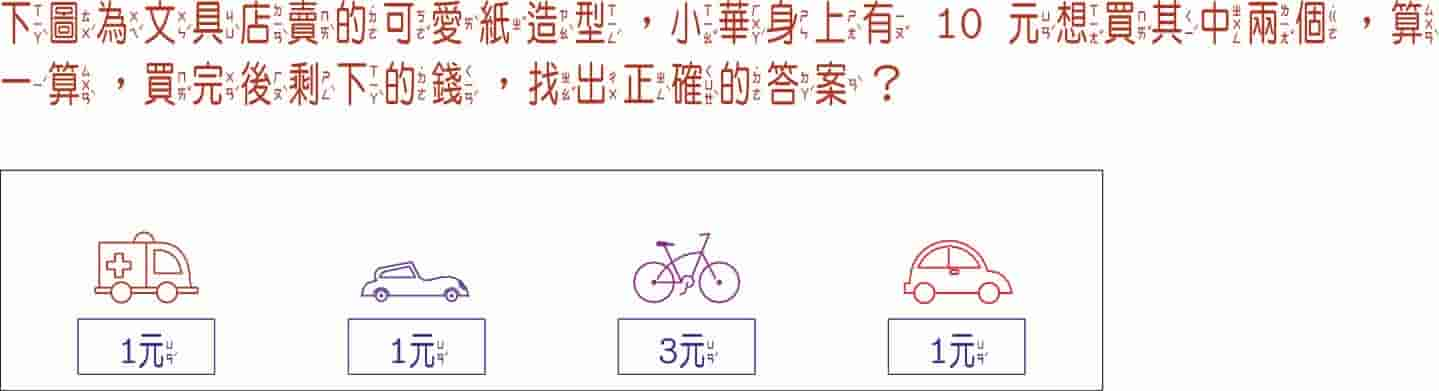 下圖為文具店賣的可愛紙造型，小華身上有 10 元想買其中兩個，算
一算，買完後剩下的錢，找出正確的答案？
1元 1元 3元 1元